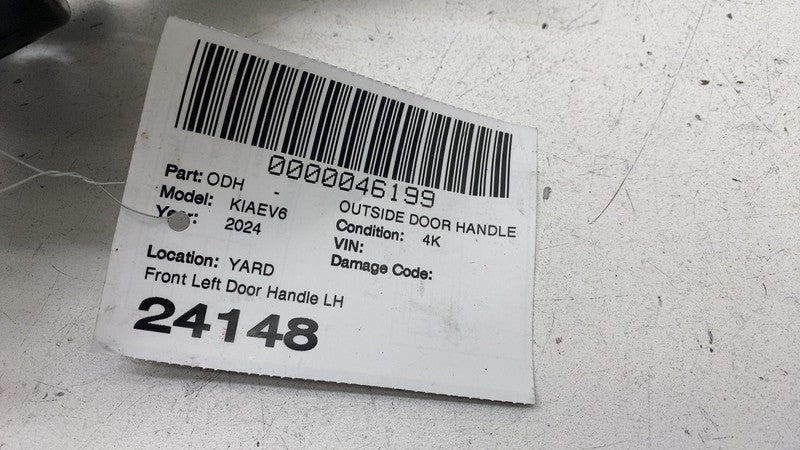 0000046199
Part: ODH - OUTSIDE DOOR HANDLE
Model: KIAEV6 Condition: 4K
Year: 2024 VIN:
Damage Code:
Location: YARD
Front Left Door Handle LH
24148